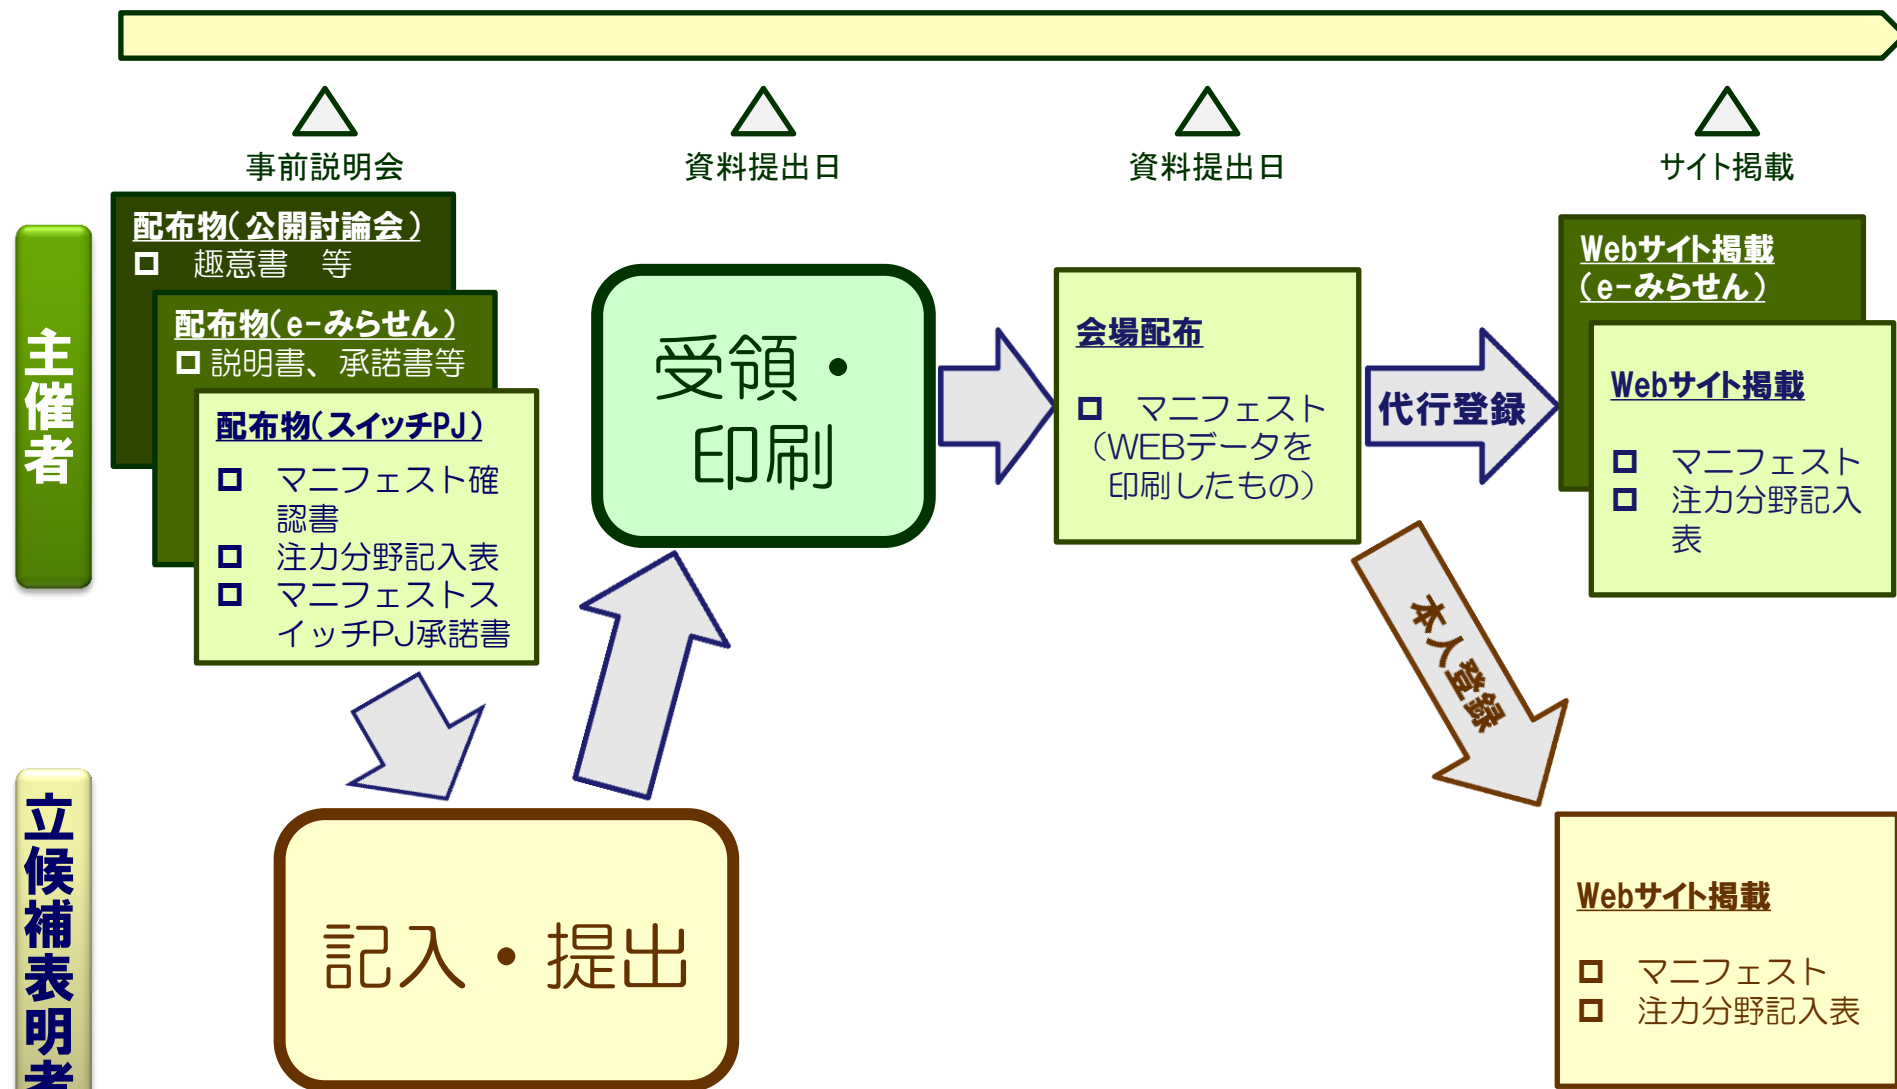 事前説明会
資料提出日
資料提出日
サイト掲載
主催者
配布物(公開討論会)
趣意書　等
配布物(e-みらせん)
説明書、承諾書等
配布物(スイッチPJ)
マニフェスト確
認書
注力分野記入表
マニフェストス
イッチPJ承諾書
受領・
印刷
会場配布
マニフェスト
（WEBデータを
印刷したもの）
代行登録
Webサイト掲載
(e-みらせん)
Webサイト掲載
マニフェスト
注力分野記入
表
本人登録
立候補表明者
記入・提出
Webサイト掲載
マニフェスト
注力分野記入表